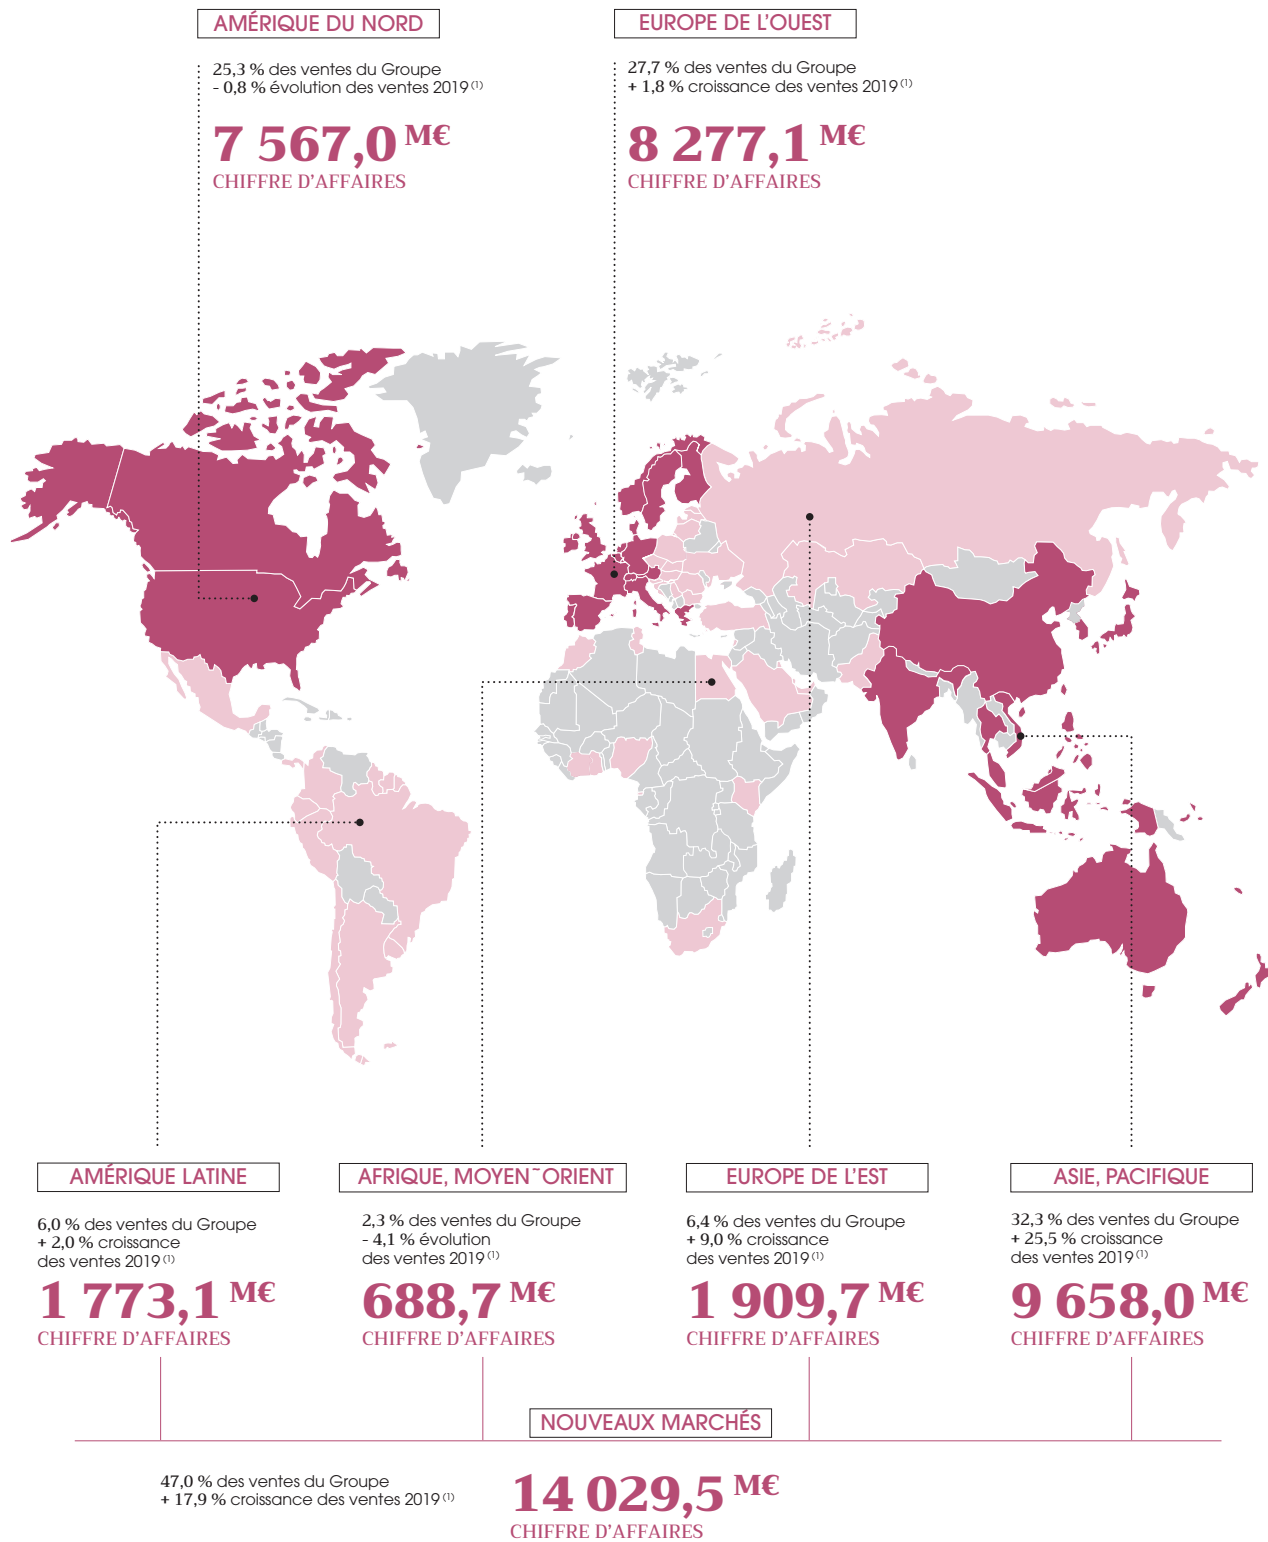 AMÉRIQUE DU NORD
25,3 % des ventes du Groupe
- 0,8 % évolution des ventes 2019 (1)
7 567,0 M€
CHIFFRE D'AFFAIRES
EUROPE DE L'OUEST
27,7 % des ventes du Groupe
+ 1,8 % croissance des ventes 2019 (1)
8 277,1 M€
CHIFFRE D'AFFAIRES
AMÉRIQUE LATINE
6,0 % des ventes du Groupe
+ 2,0 % croissance
des ventes 2019 (1)
1 773,1 M€
CHIFFRE D'AFFAIRES
AFRIQUE, MOYEN~ORIENT
2,3 % des ventes du Groupe
- 4,1 % évolution
des ventes 2019 (1)
688,7 M€
CHIFFRE D'AFFAIRES
EUROPE DE L'EST
6,4 % des ventes du Groupe
+ 9,0 % croissance
des ventes 2019 (1)
1 909,7 M€
CHIFFRE D'AFFAIRES
ASIE, PACIFIQUE
32,3 % des ventes du Groupe
+ 25,5 % croissance
des ventes 2019 (1)
9 658,0 M€
CHIFFRE D'AFFAIRES
NOUVEAUX MARCHÉS
47,0 % des ventes du Groupe
+ 17,9 % croissance des ventes 2019 (1)
14 029,5 M€
CHIFFRE D'AFFAIRES